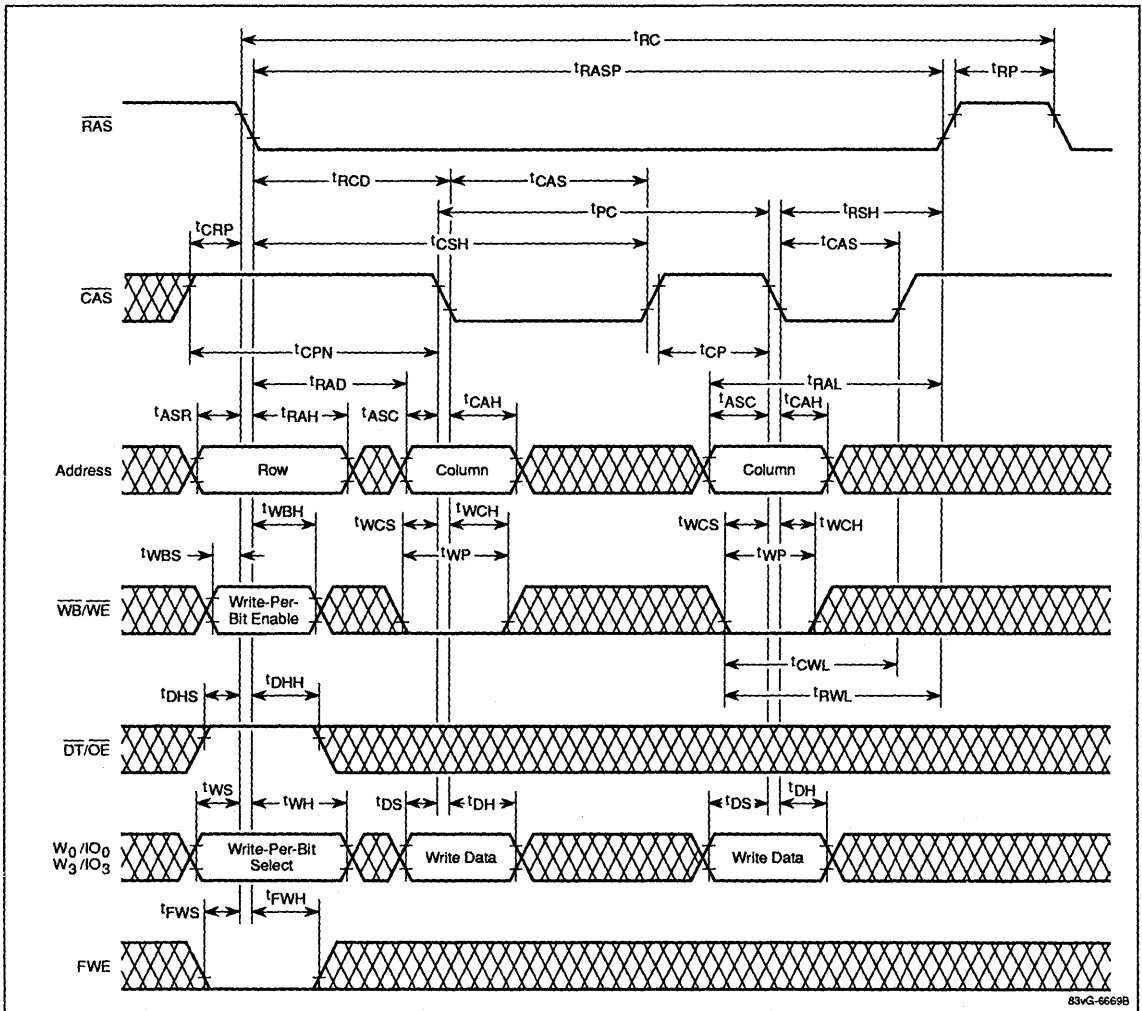 tRC
tRASP
tRP
RAS
tRCD
tCAS
tPC
tRSH
tCRP
tCSH
tCAS
CAS
tCPN
tCP
tRAD
tRAL
tASR
tRAH
tASC
tCAH
tASC
tCAH
Address
Row
Column
Column
tWBH
tWCS
tWCH
tWCS
tWCH
tWBS
tWP
tWP
WB/WE
Write-Per-
Bit Enable
tCWL
tDHS
tDHH
tRWL
DT/OE
tWS
tWH
tDS
tDH
tDS
tDH
W0/IO0
W3/IO3
Write-Per-Bit
Select
Write Data
Write Data
tFWS
tFWH
FWE
83vG-6669B